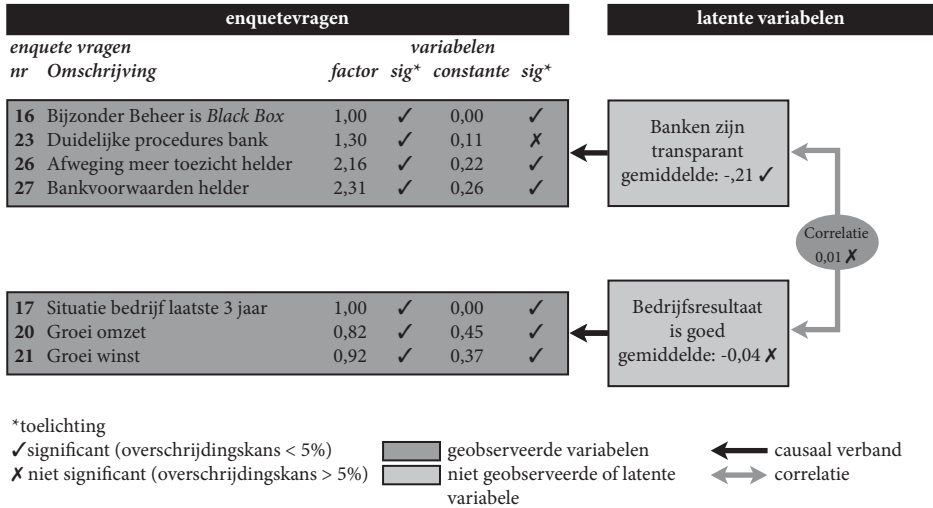 enquetevragen
latente variabelen
enquete vragen variabelen
nr Omschrijving factor sig* constante sig*
16 Bijzonder Beheer is Black Box 1,00 ✓ 0,00 ✓
23 Duidelijke procedures bank 1,30 ✓ 0,11 ✗
26 Afweging meer toezicht helder 2,16 ✓ 0,22 ✓
27 Bankvoorwaarden helder 2,31 ✓ 0,26 ✓
Banken zijn
transparant
gemiddelde: -,21 ✓
Correlatie
0,01 ✗
17 Situatie bedrijf laatste 3 jaar 1,00 ✓ 0,00 ✓
20 Groei omzet 0,82 ✓ 0,45 ✓
21 Groei winst 0,92 ✓ 0,37 ✓
Bedrijfsresultaat
is goed
gemiddelde: -0,04 ✗
*toelichting
✓ significant (overschrijdingskans < 5%)
✗ niet significant (overschrijdingskans > 5%)
geobserveerde variabelen
niet geobserveerde of latente
variabele
causaal verband
correlatie